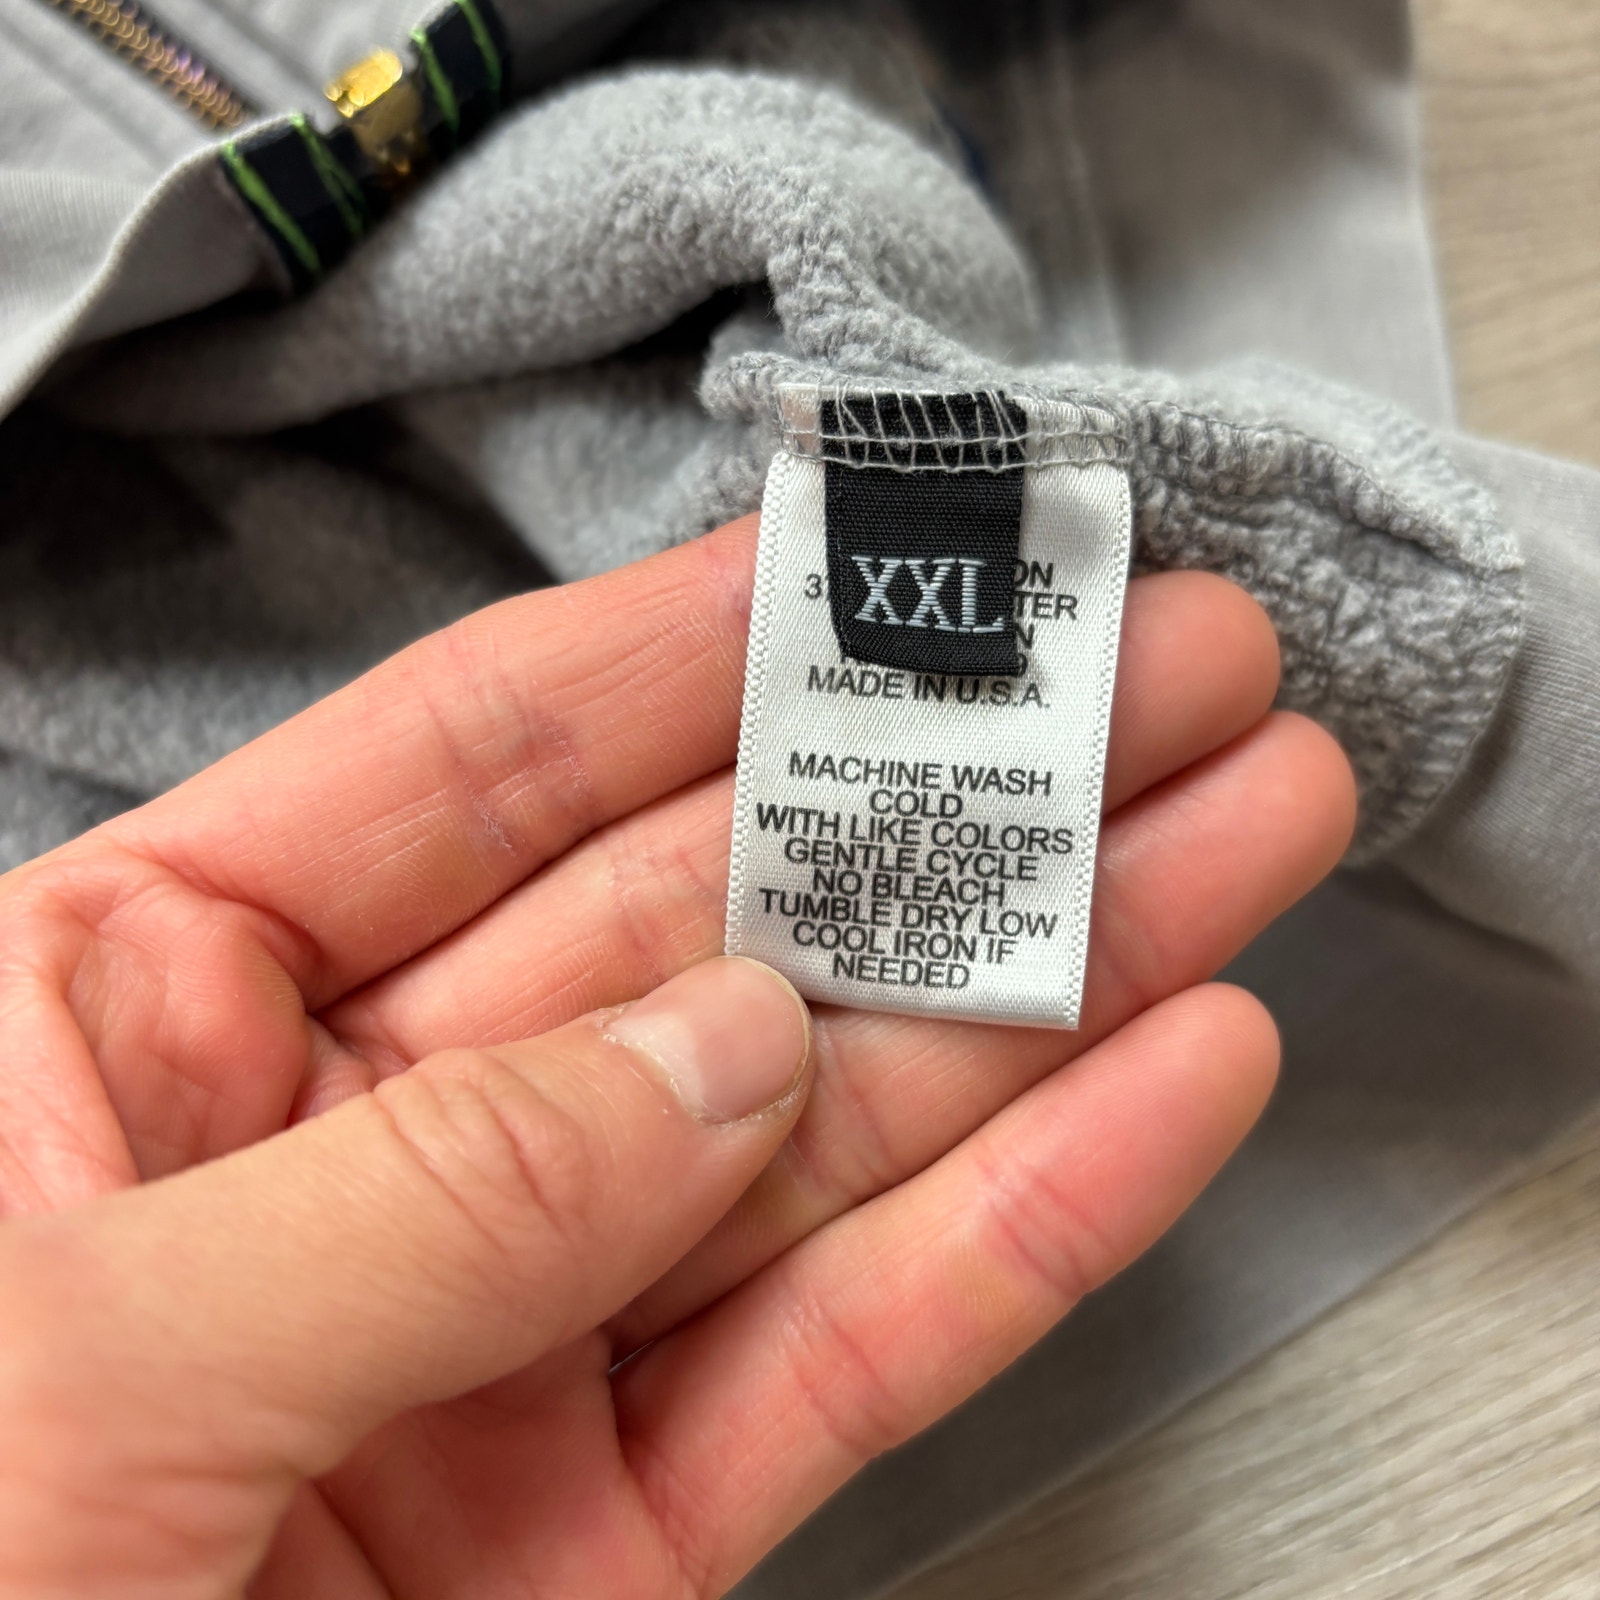 XXL
MADE IN U.S.A.
MACHINE WASH
COLD
WITH LIKE COLORS
GENTLE CYCLE
NO BLEACH
TUMBLE DRY LOW
COOL IRON IF
NEEDED